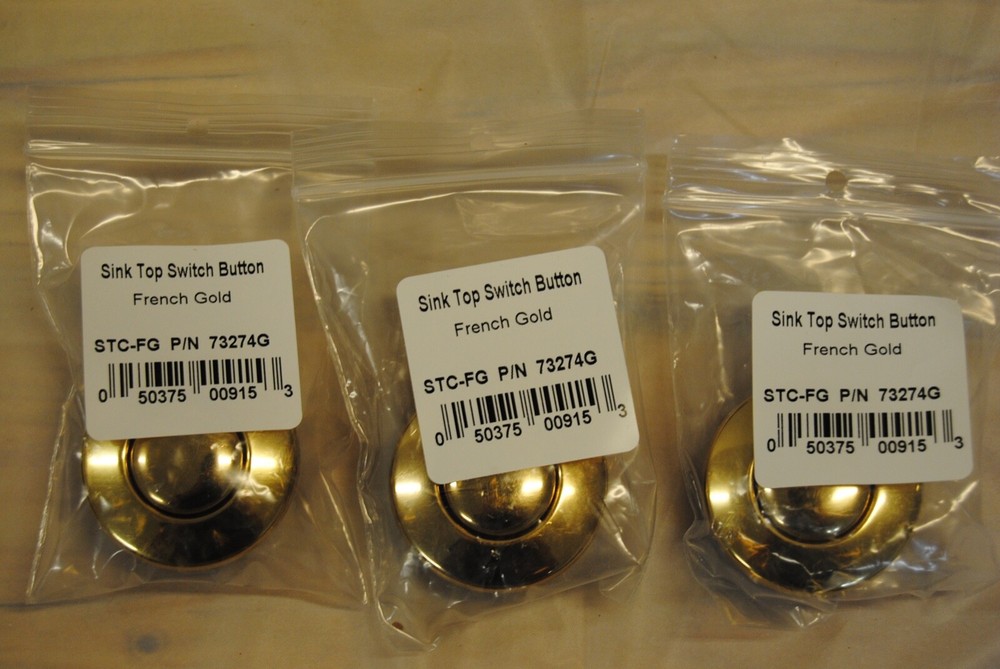 Sink Top Switch Button
French Gold
STC-FG P/N 73274G
0 50375 00915 3
Sink Top Switch Button
French Gold
STC-FG P/N 73274G
0 50375 00915 3
Sink Top Switch Button
French Gold
STC-FG P/N 73274G
0 50375 00915 3